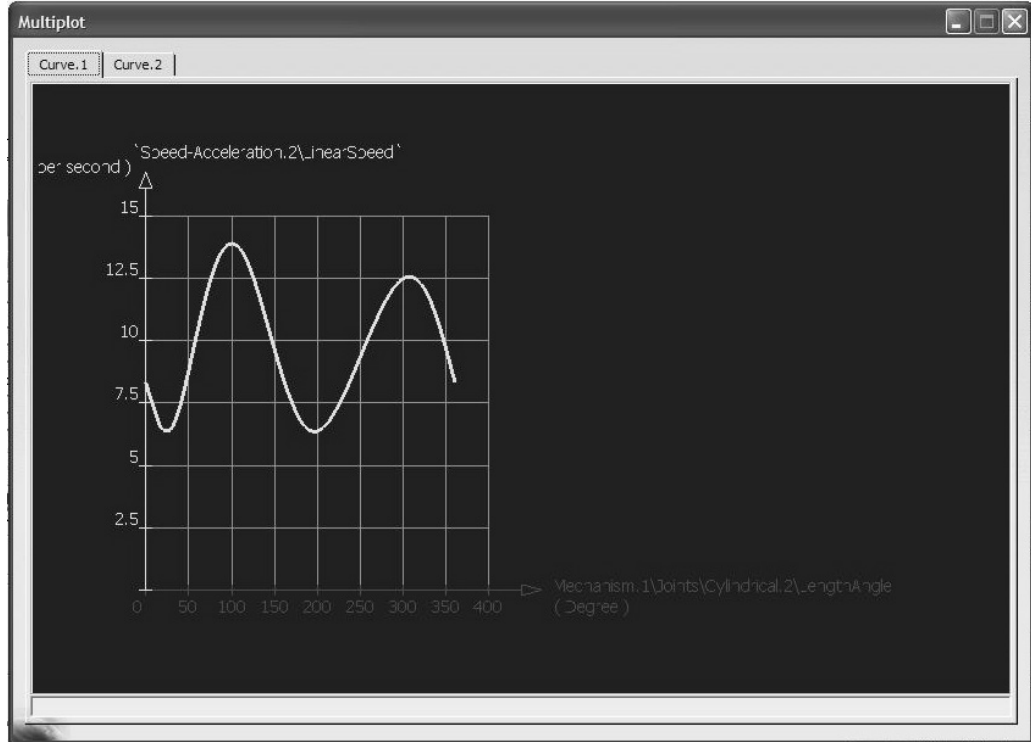 Multiplot
Curve.1 Curve.2
`Speed-Acceleration.2\LinearSpeed`
per second )
15
12.5
10
7.5
5
2.5
0 50 100 150 200 250 300 350 400
Mechanism.1\Joints\Cylindrical.2\LengthAngle
( Degree )